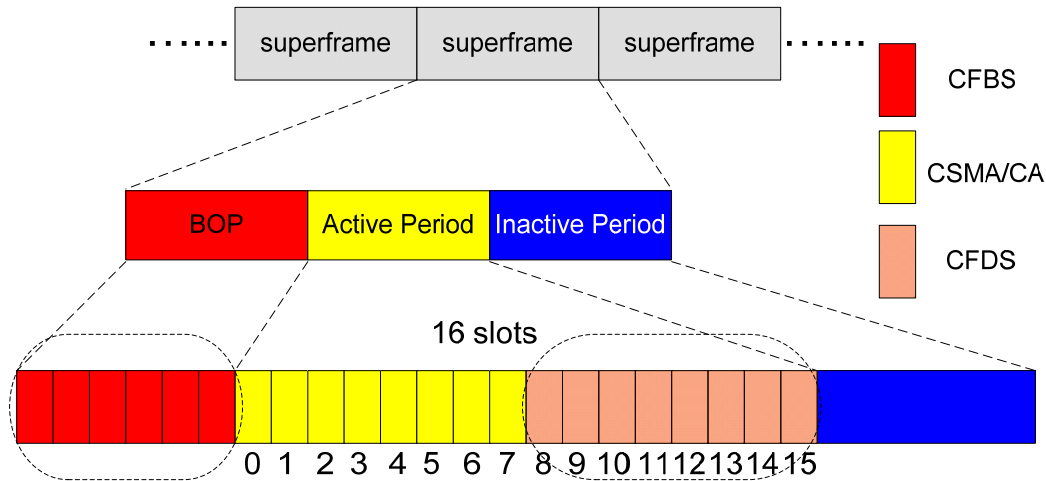 superframe superframe superframe
CFBS
CSMA/CA
BOP Active Period Inactive Period
CFDS
16 slots
0 1 2 3 4 5 6 7 8 9 10 11 12 13 14 15